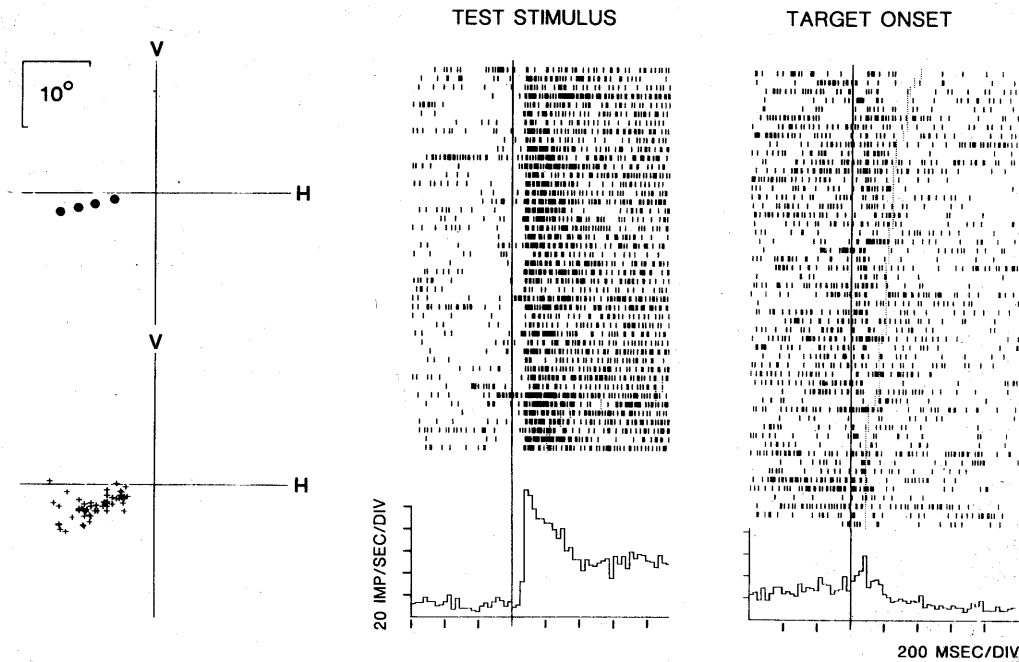 TEST STIMULUS
TARGET ONSET
V
10°
H
V
H
20 IMP/SEC/DIV
200 MSEC/DIV